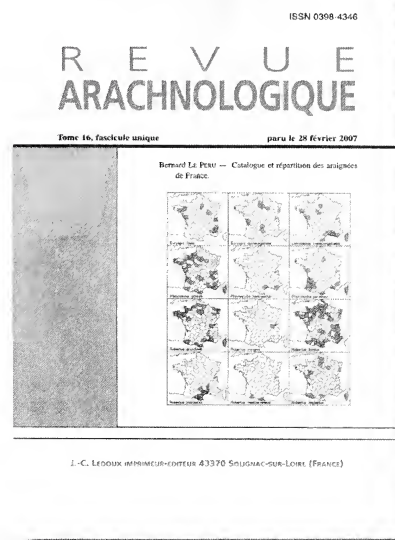 ISSN 0398-4346
REVUE
ARACHNOLOGIQUE
Tome 16, fascicule unique paru le 28 février 2007
Bernard LE PERU — Catalogue et répartition des araignées
de France.
J.-C. LEDOUX IMPRIMEUR-EDITEUR 43370 SOLIGNAC-SUR-LOIRE (FRANCE)